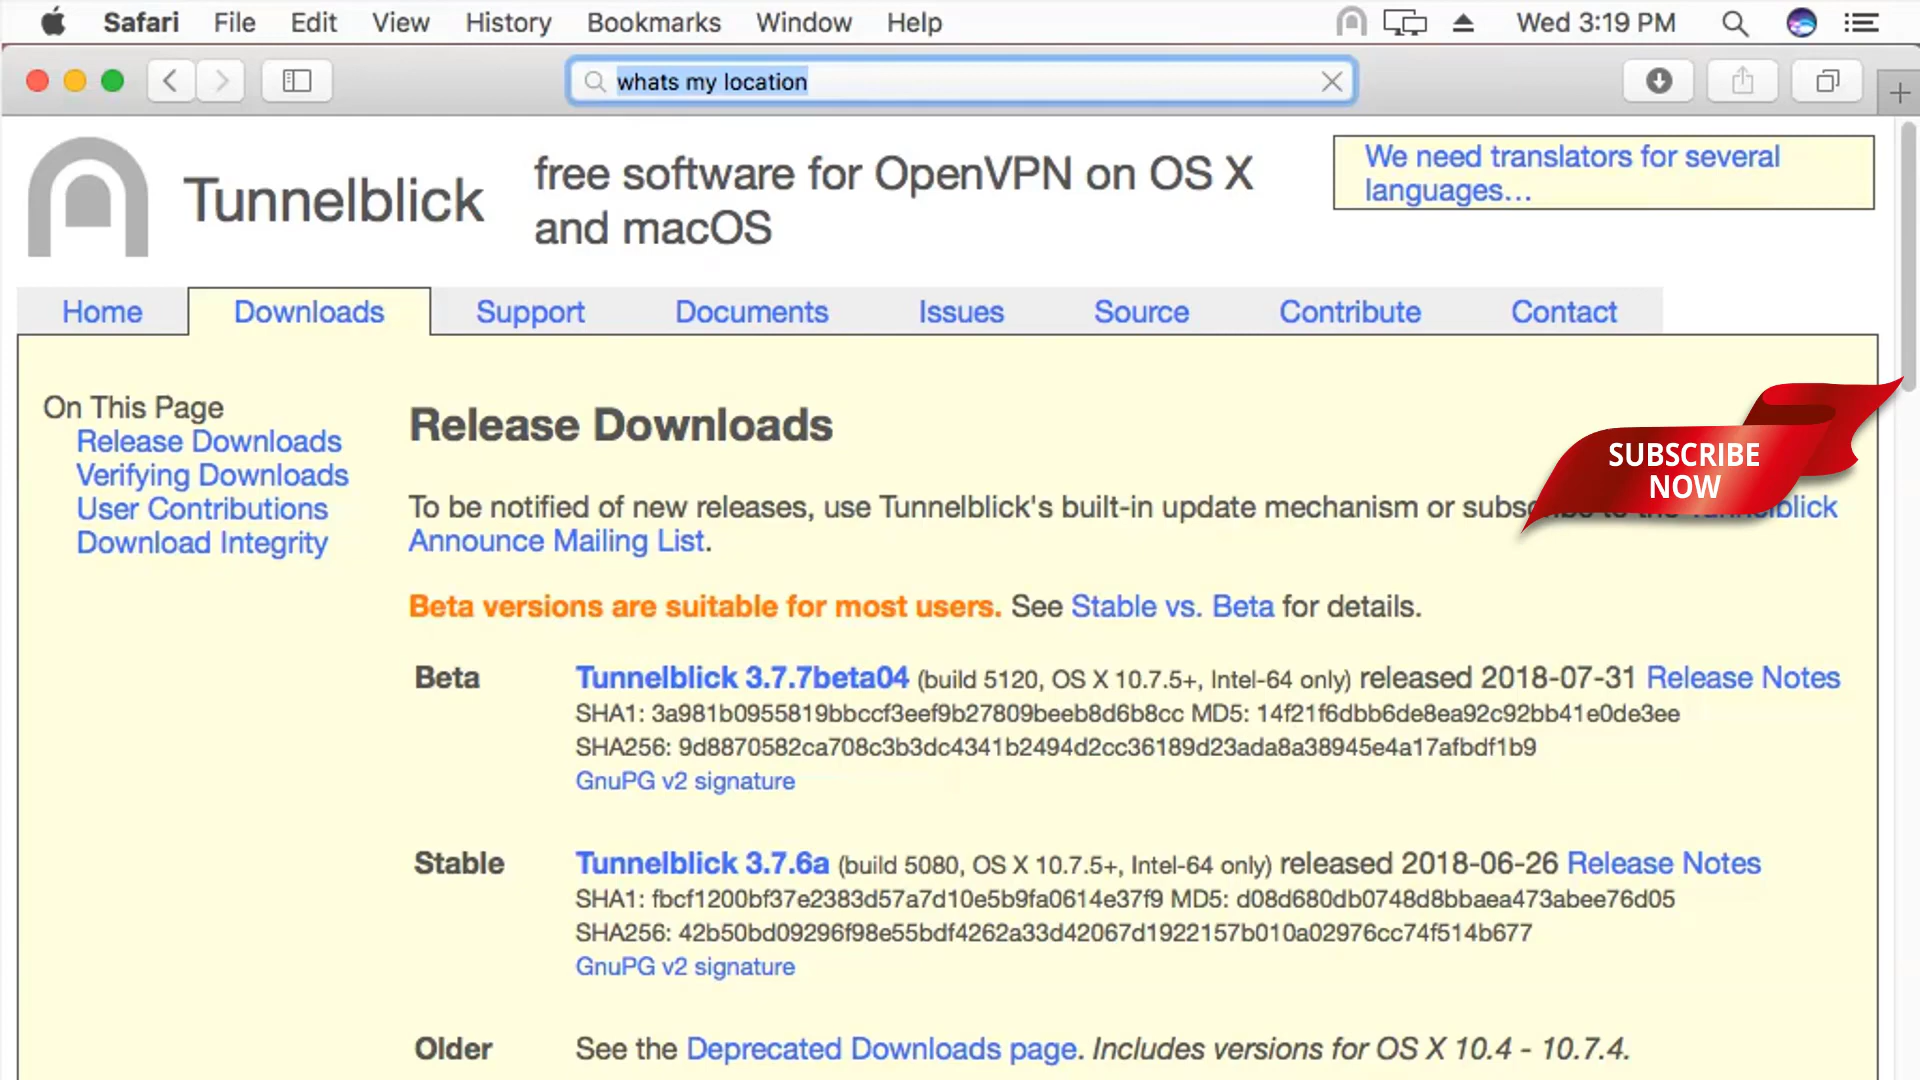 Safari File Edit View History Bookmarks Window Help Wed 3:19 PM
whats my location
Tunnelblick
free software for OpenVPN on OS X
and macOS
We need translators for several
languages...
Home Downloads Support Documents Issues Source Contribute Contact
On This Page
Release Downloads
Verifying Downloads
User Contributions
Download Integrity
Release Downloads
SUBSCRIBE
NOW
To be notified of new releases, use Tunnelblick's built-in update mechanism or
Announce Mailing List.
Beta versions are suitable for most users. See Stable vs. Beta for details.
Beta Tunnelblick 3.7.7beta04 (build 5120, OS X 10.7.5+, Intel-64 only) released 2018-07-31 Release Notes
SHA1: 3a981b0955819bbccf3eef9b27809beeb8d6b8cc MD5: 14f21f6dbb6de8ea92c92bb41e0de3ee
SHA256: 9d8870582ca708c3b3dc4341b2494d2cc36189d23ada8a38945e4a17afbdf1b9
GnuPG v2 signature
Stable Tunnelblick 3.7.6a (build 5080, OS X 10.7.5+, Intel-64 only) released 2018-06-26 Release Notes
SHA1: fbcf1200bf37e2383d57a7d10e5b9fa0614e37f9 MD5: d08d680db0748d8bbaea473abee76d05
SHA256: 42b50bd09296f98e55bdf4262a33d42067d1922157b010a02976cc74f514b677
GnuPG v2 signature
Older See the Deprecated Downloads page. Includes versions for OS X 10.4 - 10.7.4.